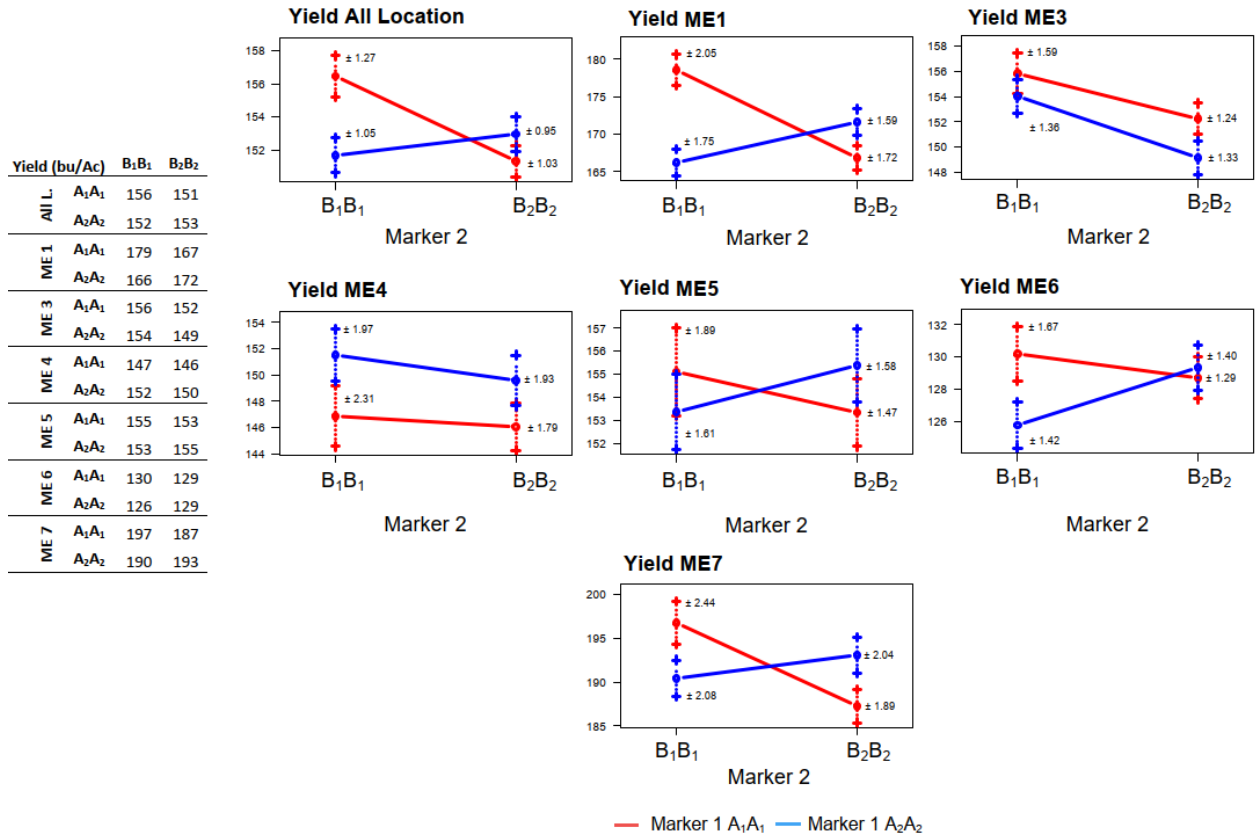 Yield All Location
158
156
154
152
± 1.27
± 1.05
± 0.95
± 1.03
B₁B₁ B₂B₂
Marker 2
Yield ME1
180
175
170
165
± 2.05
± 1.75
± 1.59
± 1.72
B₁B₁ B₂B₂
Marker 2
Yield ME3
158
156
154
152
150
148
± 1.59
± 1.36
± 1.24
± 1.33
B₁B₁ B₂B₂
Marker 2
Yield (bu/Ac) B₁B₁ B₂B₂
All L. A₁A₁ 156 151
A₂A₂ 152 153
ME 1 A₁A₁ 179 167
A₂A₂ 166 172
ME 3 A₁A₁ 156 152
A₂A₂ 154 149
ME 4 A₁A₁ 147 146
A₂A₂ 152 150
ME 5 A₁A₁ 155 153
A₂A₂ 153 155
ME 6 A₁A₁ 130 129
A₂A₂ 126 129
ME 7 A₁A₁ 197 187
A₂A₂ 190 193
Yield ME4
154
152
150
148
146
144
± 1.97
± 2.31
± 1.93
± 1.79
B₁B₁ B₂B₂
Marker 2
Yield ME5
157
156
155
154
153
152
± 1.89
± 1.61
± 1.58
± 1.47
B₁B₁ B₂B₂
Marker 2
Yield ME6
132
130
128
126
± 1.67
± 1.42
± 1.40
± 1.29
B₁B₁ B₂B₂
Marker 2
Yield ME7
200
195
190
185
± 2.44
± 2.08
± 2.04
± 1.89
B₁B₁ B₂B₂
Marker 2
Marker 1 A₁A₁ Marker 1 A₂A₂